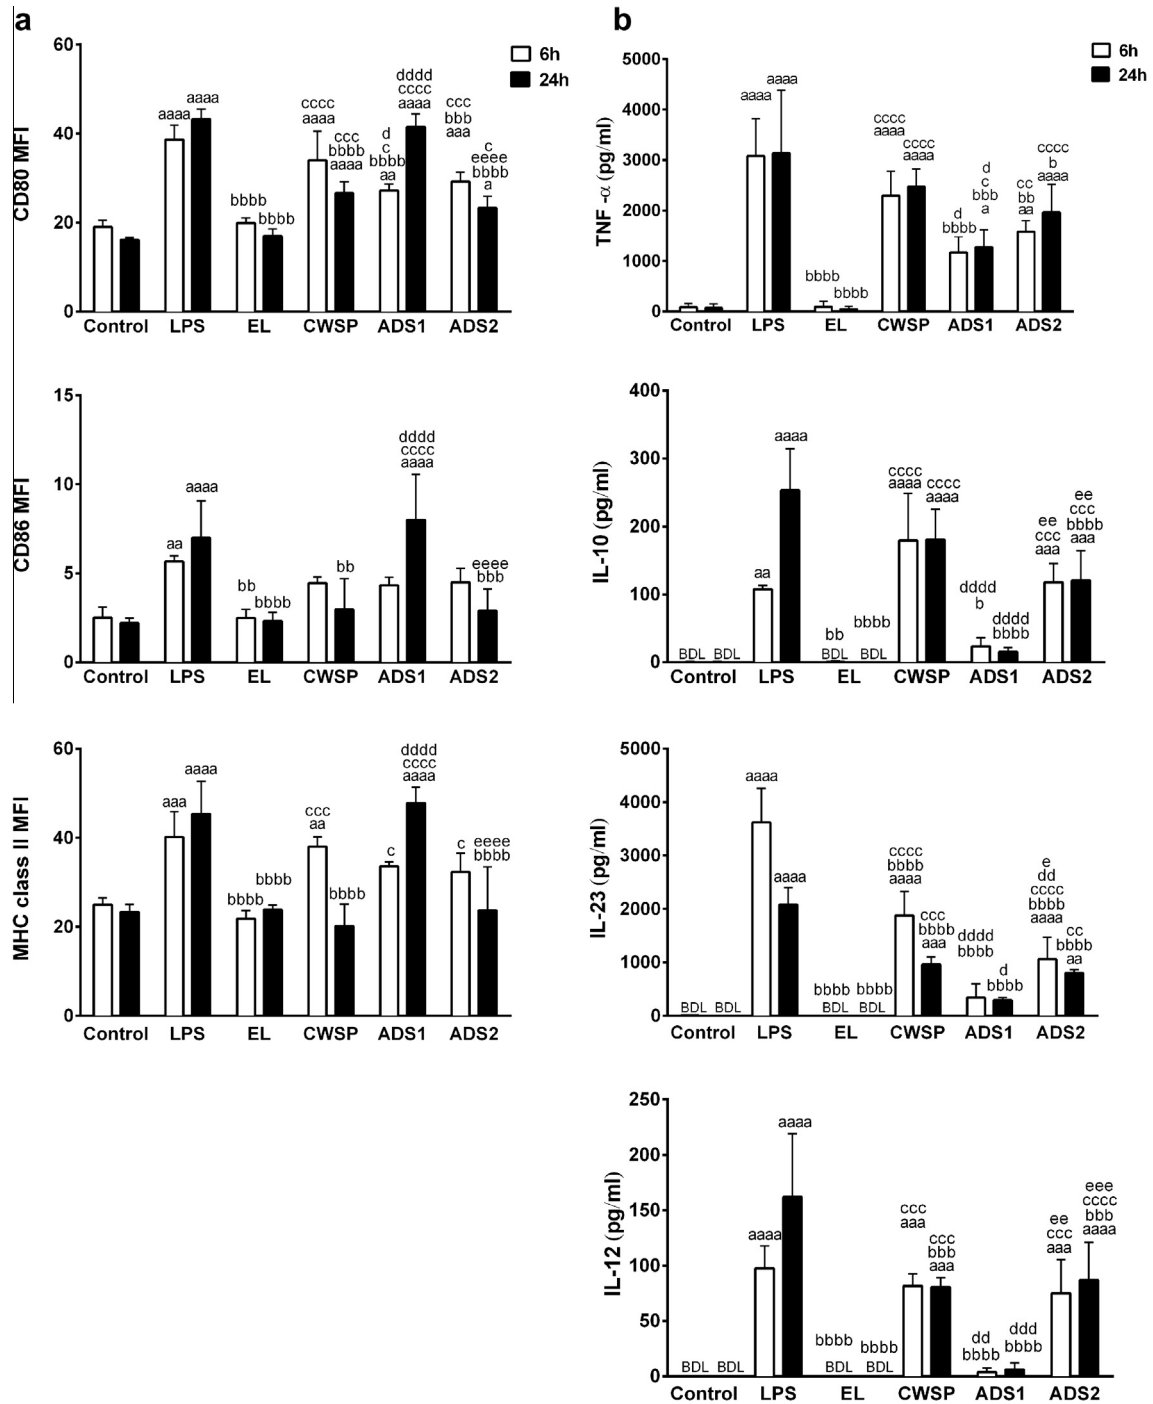 a
CD80 MFI
60
40
20
0
6h
24h
aaaa
aaaa
bbbb
bbbb
cccc
aaaa
ccc
bbbb
aaaa
d
c
bbbb
aa
dddd
cccc
aaaa
ccc
bbb
aaa
c
eeee
bbbb
a
Control LPS EL CWSP ADS1 ADS2
CD86 MFI
15
10
5
0
aa
aaaa
bb
bbbb
bb
dddd
cccc
aaaa
eeee
bbb
Control LPS EL CWSP ADS1 ADS2
MHC class II MFI
60
40
20
0
aaa
aaaa
bbbb
bbbb
ccc
aa
bbbb
c
dddd
cccc
aaaa
c
eeee
bbbb
Control LPS EL CWSP ADS1 ADS2
b
TNF -α (pg/ml)
5000
4000
3000
2000
1000
0
6h
24h
aaaa
aaaa
bbbb
bbbb
cccc
aaaa
cccc
aaaa
d
bbbb
d
c
bbb
a
cc
bb
aa
cccc
b
aaaa
Control LPS EL CWSP ADS1 ADS2
IL-10 (pg/ml)
400
300
200
100
0
BDL BDL
aa
aaaa
bb
BDL
bbbb
BDL
cccc
aaaa
cccc
aaaa
dddd
b
dddd
bbbb
ee
ccc
aaa
ee
ccc
bbbb
aaa
Control LPS EL CWSP ADS1 ADS2
IL-23 (pg/ml)
5000
4000
3000
2000
1000
0
BDL BDL
aaaa
aaaa
bbbb
BDL
bbbb
BDL
cccc
bbbb
aaaa
ccc
bbbb
aaa
dddd
bbbb
d
bbbb
e
dd
cccc
bbbb
aaaa
cc
bbbb
aa
Control LPS EL CWSP ADS1 ADS2
IL-12 (pg/ml)
250
200
150
100
50
0
BDL BDL
aaaa
aaaa
bbbb
BDL
bbbb
BDL
ccc
aaa
ccc
bbb
aaa
dd
bbbb
ddd
bbbb
ee
ccc
aaa
eee
cccc
bbb
aaaa
Control LPS EL CWSP ADS1 ADS2